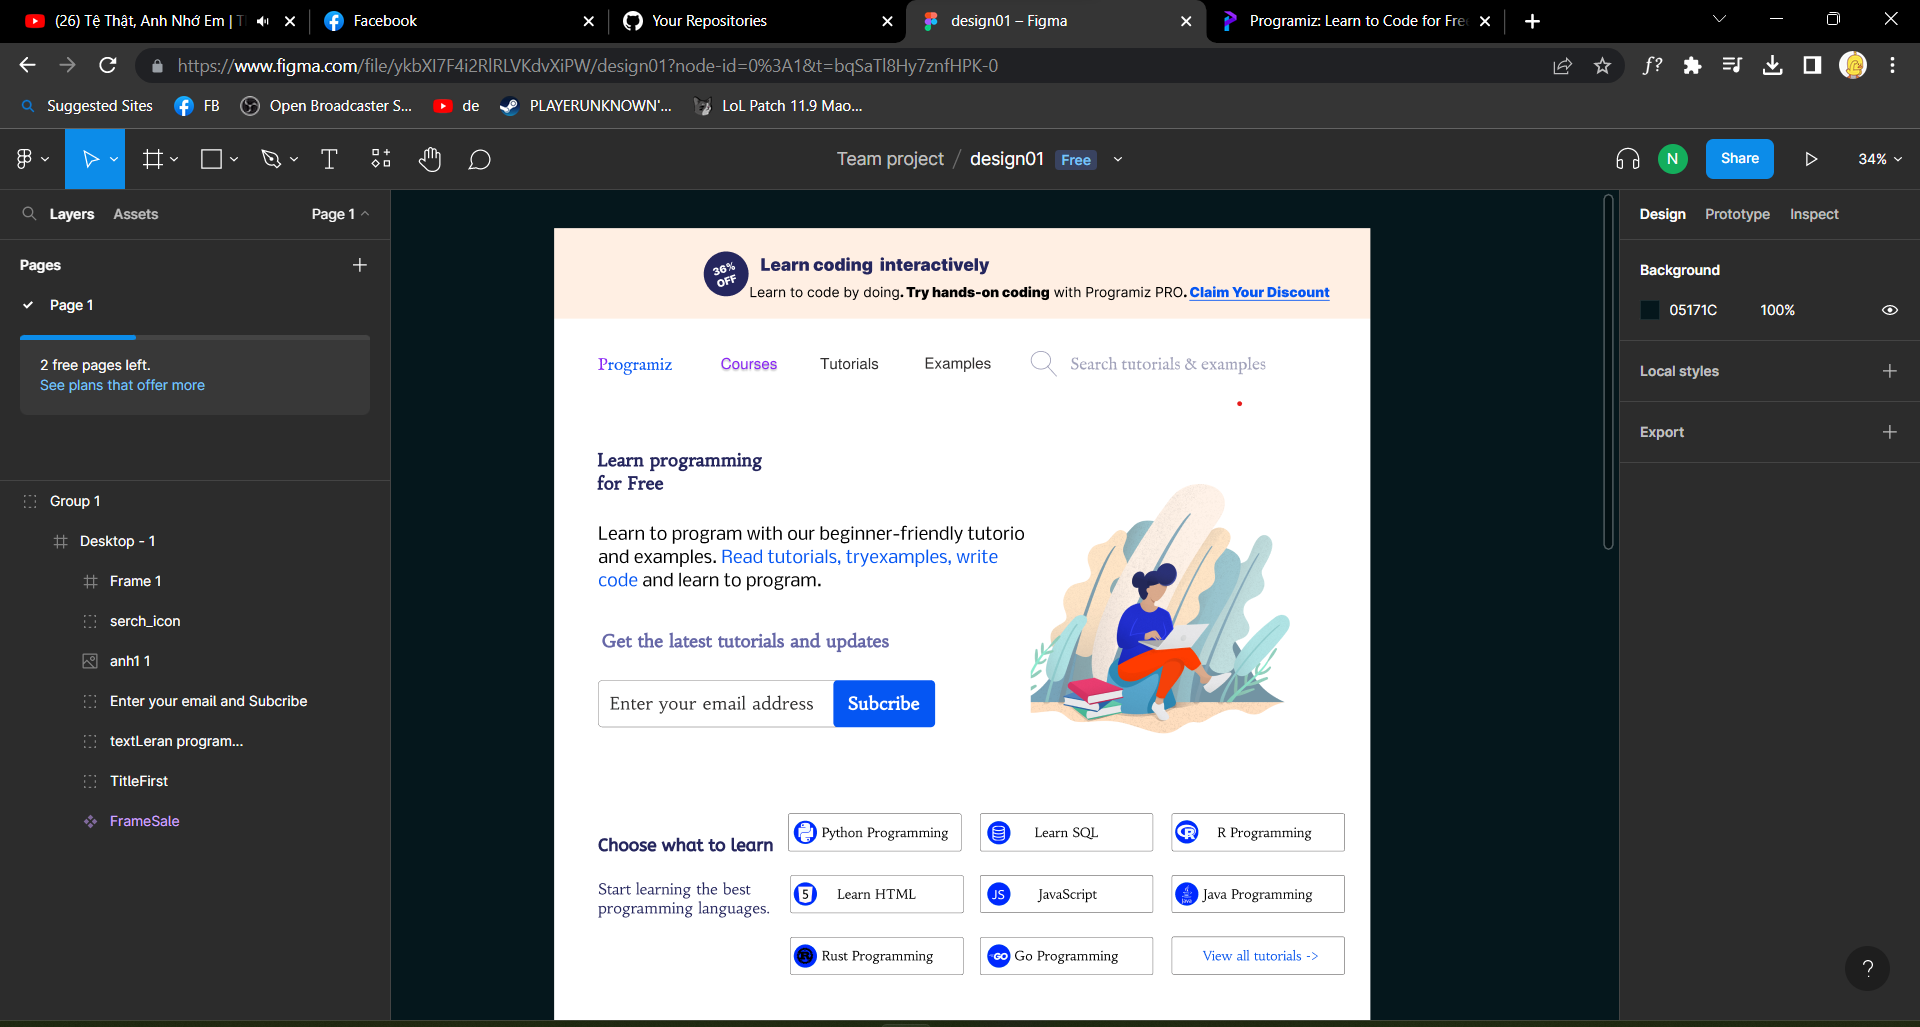 (26) Tệ Thật, Anh Nhớ Em | T
Facebook
Your Repositories
design01 – Figma
Programiz: Learn to Code for Fre
https://www.figma.com/file/ykbXI7F4i2RlRLVKdvXiPW/design01?node-id=0%3A1&t=bqSaTl8Hy7znfHPK-0
f?
Suggested Sites
FB
Open Broadcaster S...
de
PLAYERUNKNOWN'...
LoL Patch 11.9 Mao...
Team project / design01 Free
N
Share
34%
Layers
Assets
Page 1
Design
Prototype
Inspect
Pages
Page 1
2 free pages left.
See plans that offer more
Group 1
Desktop - 1
Frame 1
serch_icon
anh1 1
Enter your email and Subcribe
textLeran program...
TitleFirst
FrameSale
36%
OFF
Learn coding interactively
Learn to code by doing. Try hands-on coding with Programiz PRO. Claim Your Discount
Programiz
Courses
Tutorials
Examples
Search tutorials & examples
Learn programming
for Free
Learn to program with our beginner-friendly tutorio
and examples. Read tutorials, tryexamples, write
code and learn to program.
Get the latest tutorials and updates
Enter your email address
Subcribe
Choose what to learn
Start learning the best
programming languages.
Python Programming
Learn SQL
R
R Programming
5
Learn HTML
JS
JavaScript
Java
Java Programming
Rust Programming
GO
Go Programming
View all tutorials ->
Background
05171C
100%
Local styles
Export
?